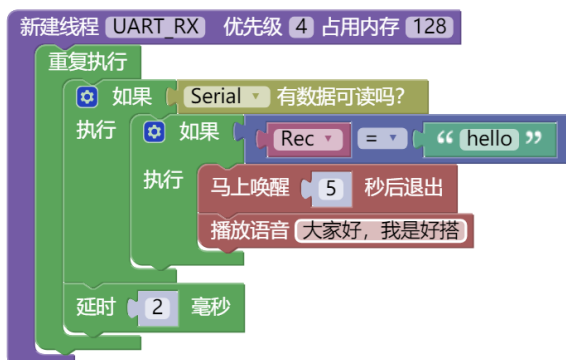 新建线程 UART_RX 优先级 4 占用内存 128
重复执行
如果 Serial 有数据可读吗?
执行 如果 Rec = “ hello ”
执行 马上唤醒 5 秒后退出
播放语音 大家好，我是好搭
延时 2 毫秒